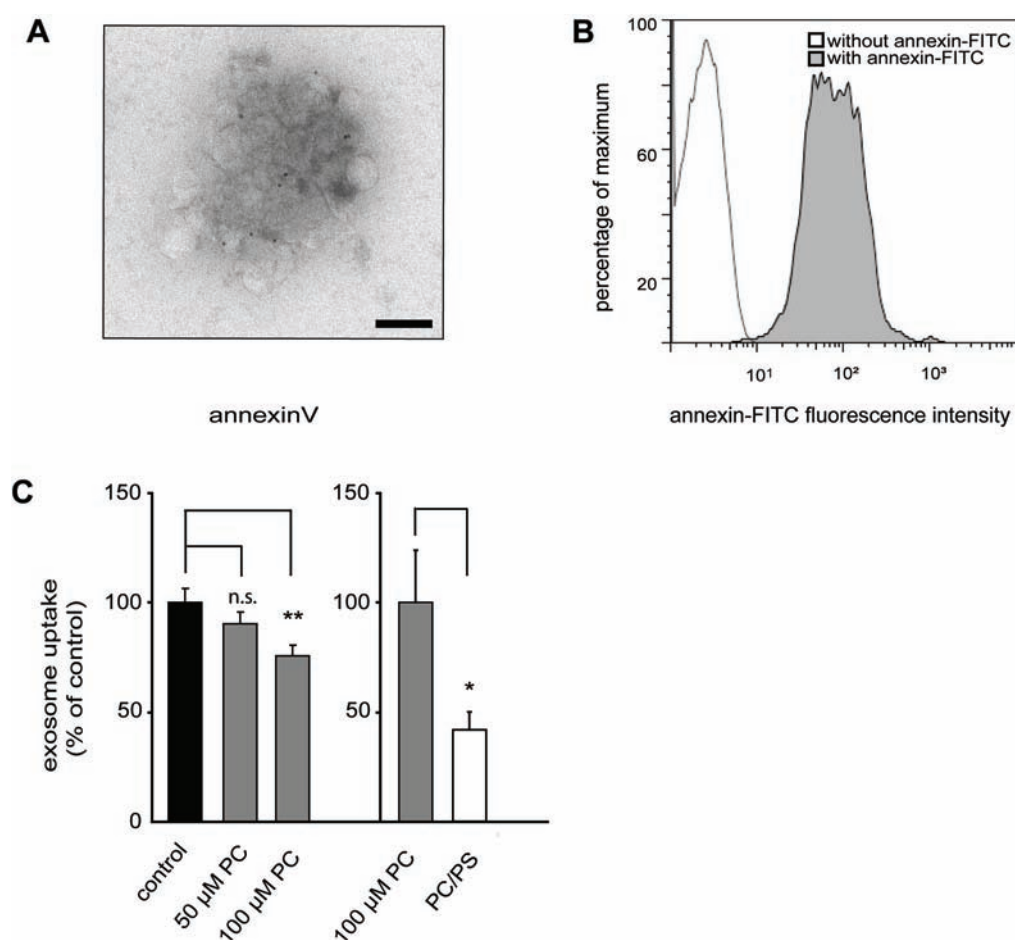 A
annexinV
B
without annexin-FITC
with annexin-FITC
percentage of maximum
100
80
60
20
10¹
10²
10³
annexin-FITC fluorescence intensity
C
exosome uptake
(% of control)
150
100
50
0
n.s.
**
control
50 µM PC
100 µM PC
150
100
50
*
100 µM PC
PC/PS